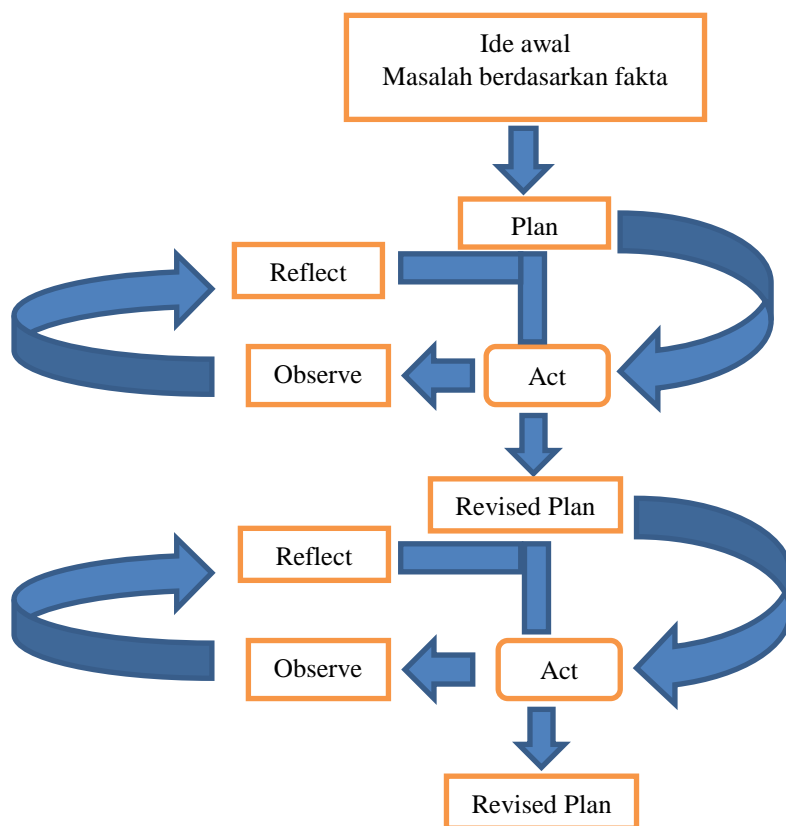 Ide awal
Masalah berdasarkan fakta
Plan
Reflect
Observe
Act
Revised Plan
Reflect
Observe
Act
Revised Plan